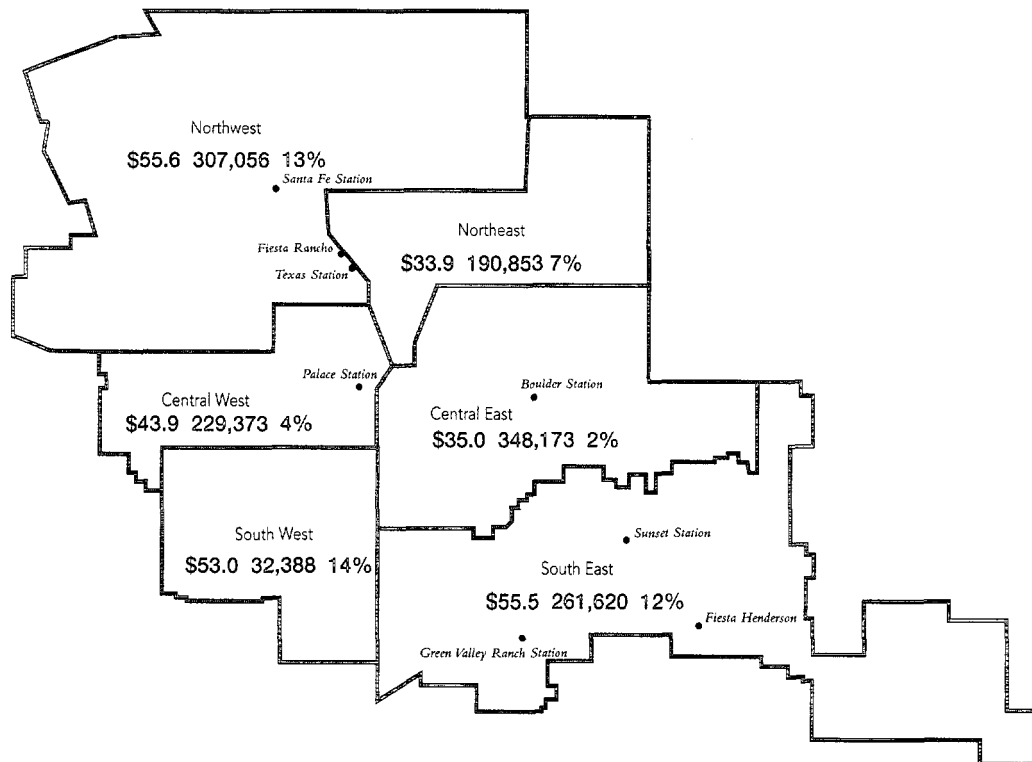 Northwest
$55.6 307,056 13%
Santa Fe Station
Northeast
Fiesta Rancho
$33.9 190,853 7%
Texas Station
Palace Station
Boulder Station
Central West
$43.9 229,373 4%
Central East
$35.0 348,173 2%
South West
$53.0 32,388 14%
Sunset Station
South East
$55.5 261,620 12%
Fiesta Henderson
Green Valley Ranch Station